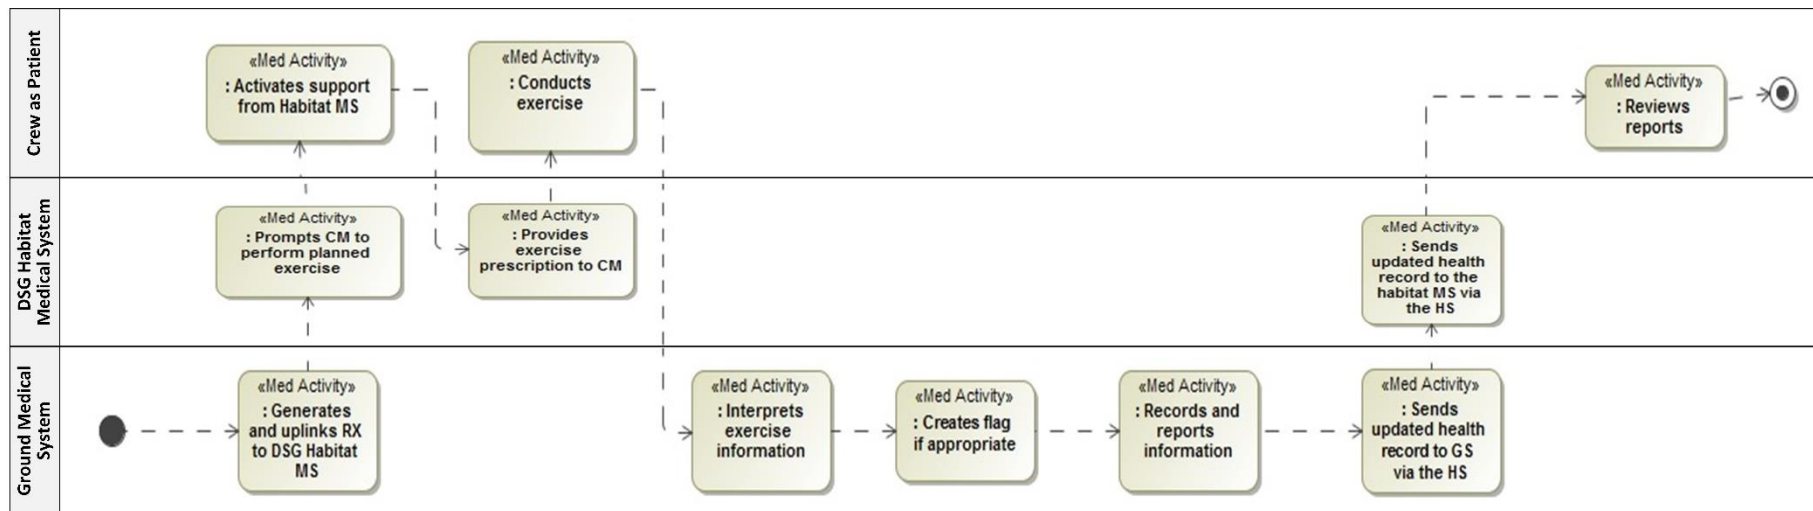 Crew as Patient
«Med Activity»
: Activates support
from Habitat MS
«Med Activity»
: Conducts
exercise
«Med Activity»
: Reviews
reports
DSG Habitat
Medical System
«Med Activity»
: Prompts CM to
perform planned
exercise
«Med Activity»
: Provides
exercise
prescription to CM
«Med Activity»
: Sends
updated health
record to the
habitat MS via
the HS
Ground Medical
System
«Med Activity»
: Generates
and uplinks RX
to DSG Habitat
MS
«Med Activity»
: Interprets
exercise
information
«Med Activity»
: Creates flag
if appropriate
«Med Activity»
: Records and
reports
information
«Med Activity»
: Sends
updated health
record to GS
via the HS